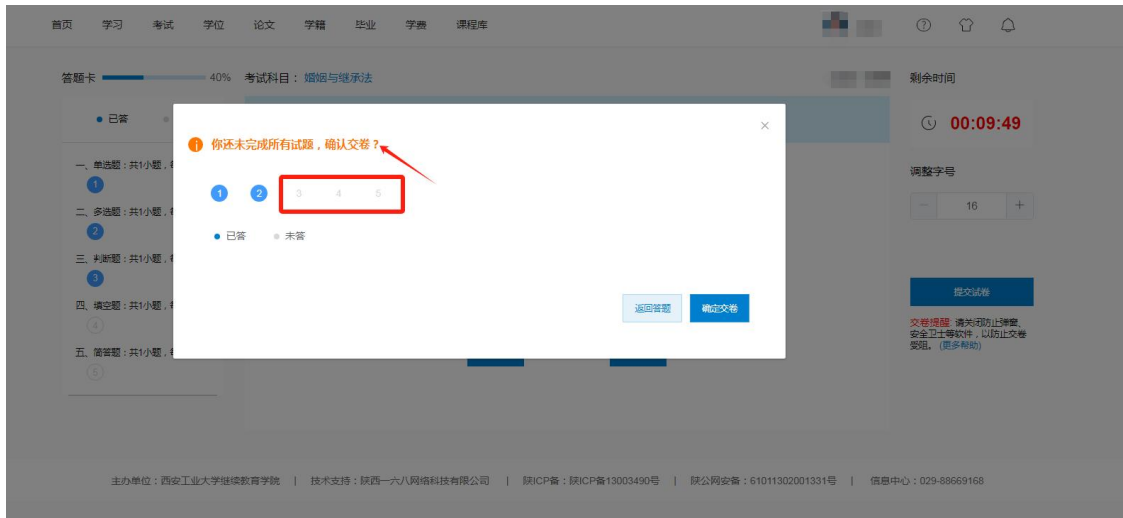 首页 学习 考试 学位 论文 学籍 毕业 学费 课程库
答题卡 40% 考试科目：婚姻与继承法 剩余时间
已答
00:09:49
你还未完成所有试题，确认交卷？
一、单选题：共1小题，
1
调整字号
1 2 3 4 5
16
二、多选题：共1小题，
2
已答 未答
三、判断题：共1小题，
3
提交试卷
四、填空题：共1小题，
4
返回答题 确定交卷
交卷提醒 请关闭防止弹窗、
安全卫士等软件，以防止交卷
受阻。(更多帮助)
五、简答题：共1小题，
5
主办单位：西安工业大学继续教育学院 | 技术支持：陕西一六八网络科技有限公司 | 陕ICP备：陕ICP备13003490号 | 陕公网安备：61011302001331号 | 信息中心：029-88669168